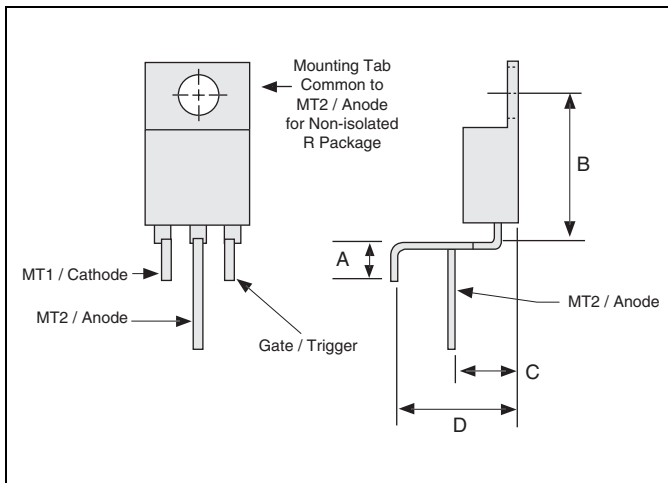 Mounting Tab
Common to
MT2 / Anode
for Non-isolated
R Package
B
A
MT1 / Cathode
MT2 / Anode
MT2 / Anode
Gate / Trigger
C
D